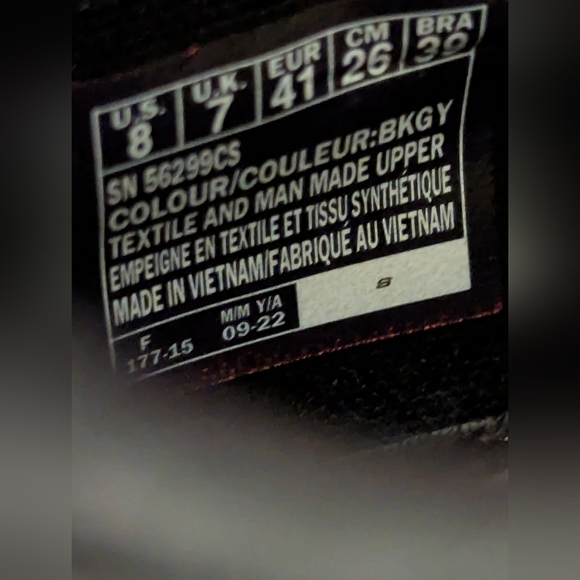 U.S. U.K. EUR CM BRA
8 7 41 26 39
SN 56299CS
COLOUR/COULEUR:BKGY
TEXTILE AND MAN MADE UPPER
EMPEIGNE EN TEXTILE ET TISSU SYNTHÉTIQUE
MADE IN VIETNAM/FABRIQUÉ AU VIETNAM
F M/M Y/A
177-15 09-22
S